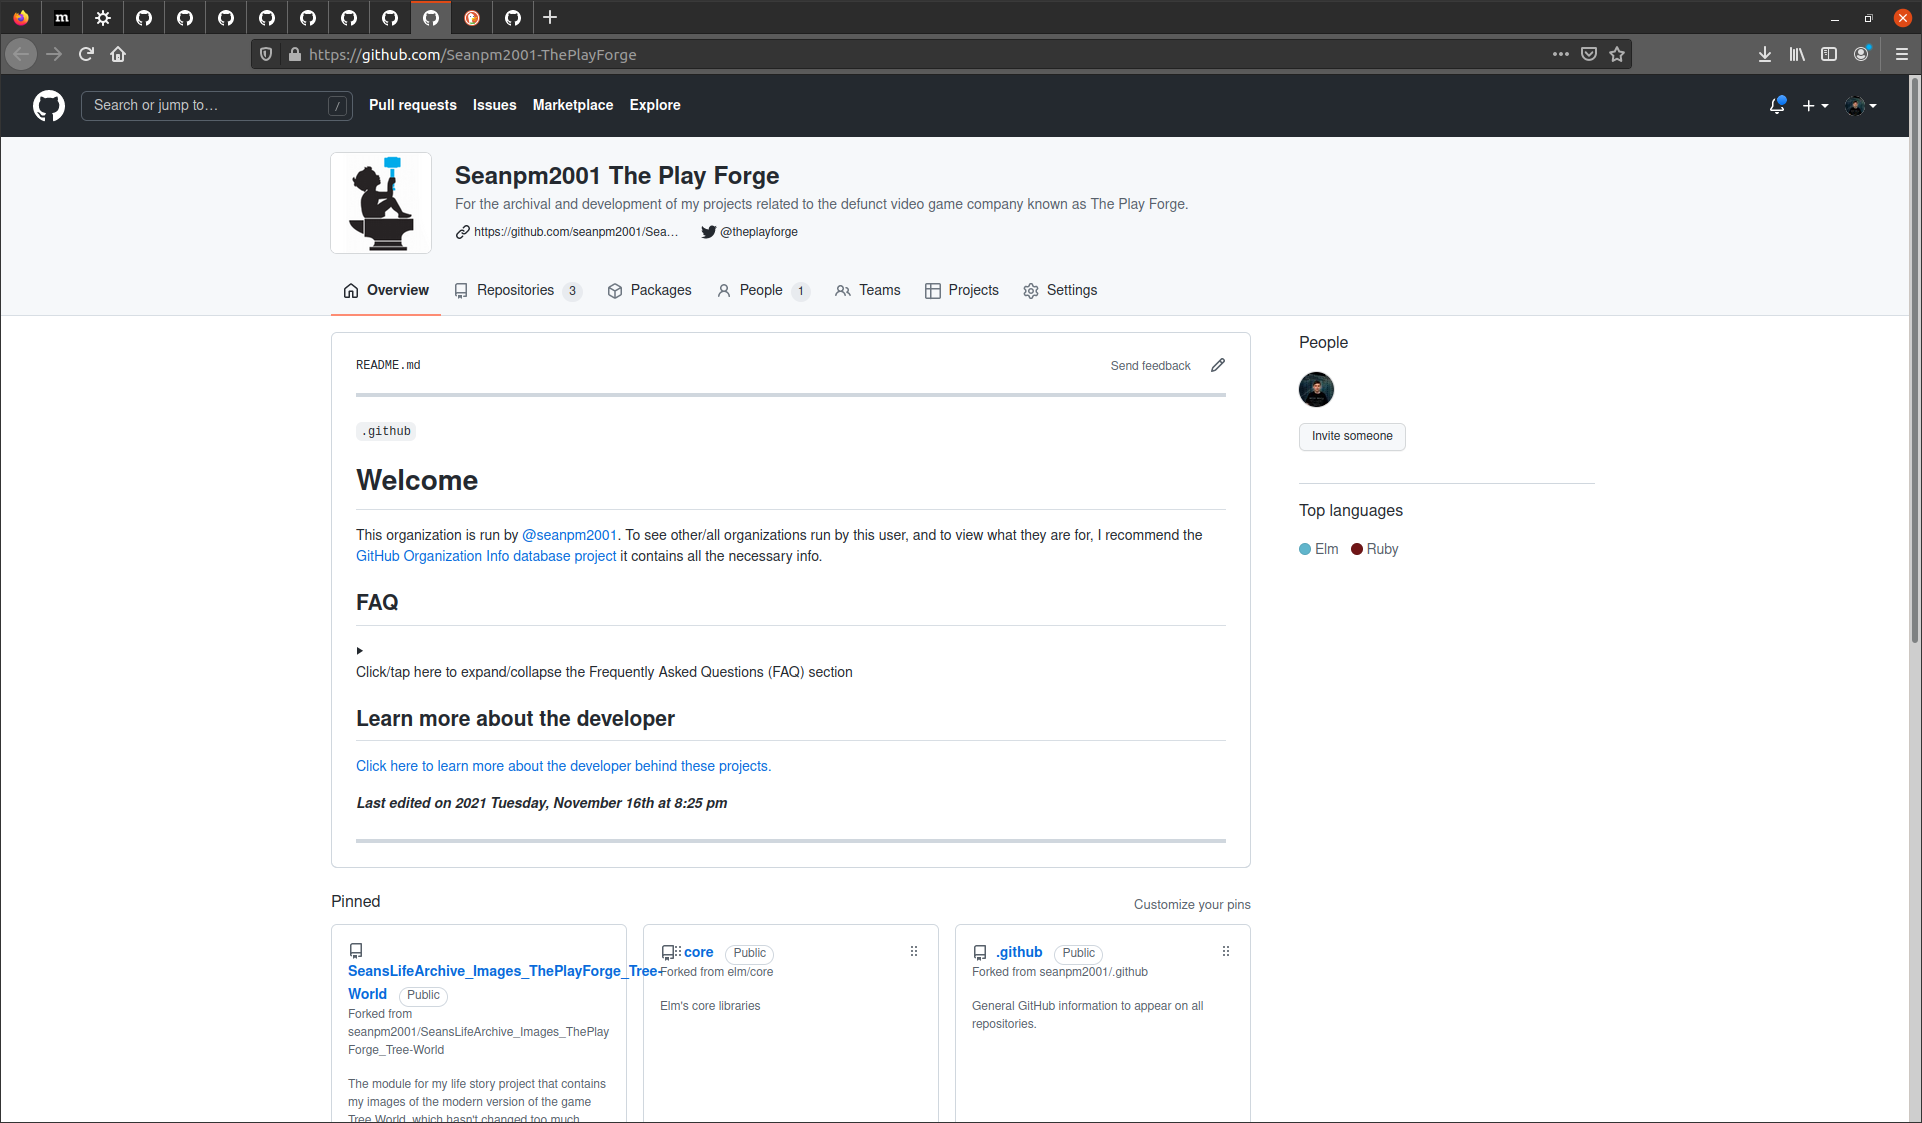 m
https://github.com/Seanpm2001-ThePlayForge
Search or jump to… /
Pull requests Issues Marketplace Explore
Seanpm2001 The Play Forge
For the archival and development of my projects related to the defunct video game company known as The Play Forge.
https://github.com/seanpm2001/Sea… @theplayforge
Overview Repositories 3 Packages People 1 Teams Projects Settings
README.md Send feedback
.github
Welcome
This organization is run by @seanpm2001. To see other/all organizations run by this user, and to view what they are for, I recommend the
GitHub Organization Info database project it contains all the necessary info.
FAQ
Click/tap here to expand/collapse the Frequently Asked Questions (FAQ) section
Learn more about the developer
Click here to learn more about the developer behind these projects.
Last edited on 2021 Tuesday, November 16th at 8:25 pm
People
Invite someone
Top languages
Elm Ruby
Pinned Customize your pins
SeansLifeArchive_Images_ThePlayForge_Tree-
World Public
Forked from
seanpm2001/SeansLifeArchive_Images_ThePlay
Forge_Tree-World
The module for my life story project that contains
my images of the modern version of the game
Tree World, which hasn't changed too much
core Public
Forked from elm/core
Elm's core libraries
.github Public
Forked from seanpm2001/.github
General GitHub information to appear on all
repositories.